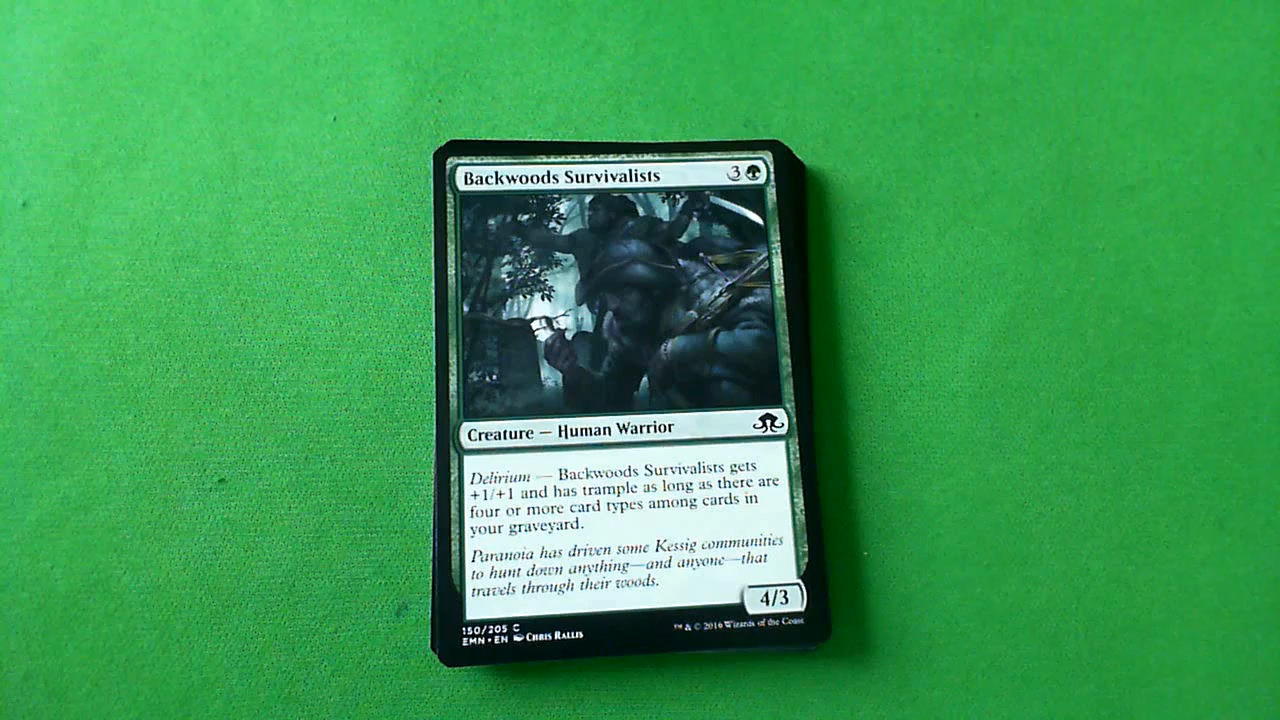 Backwoods Survivalists 3
Creature — Human Warrior
Delirium — Backwoods Survivalists gets
+1/+1 and has trample as long as there are
four or more card types among cards in
your graveyard.
Paranoia has driven some Kessig communities
to hunt down anything—and anyone—that
travels through their woods.
4/3
150/205 C
EMN • EN Chris Rallis
™ & © 2016 Wizards of the Coast